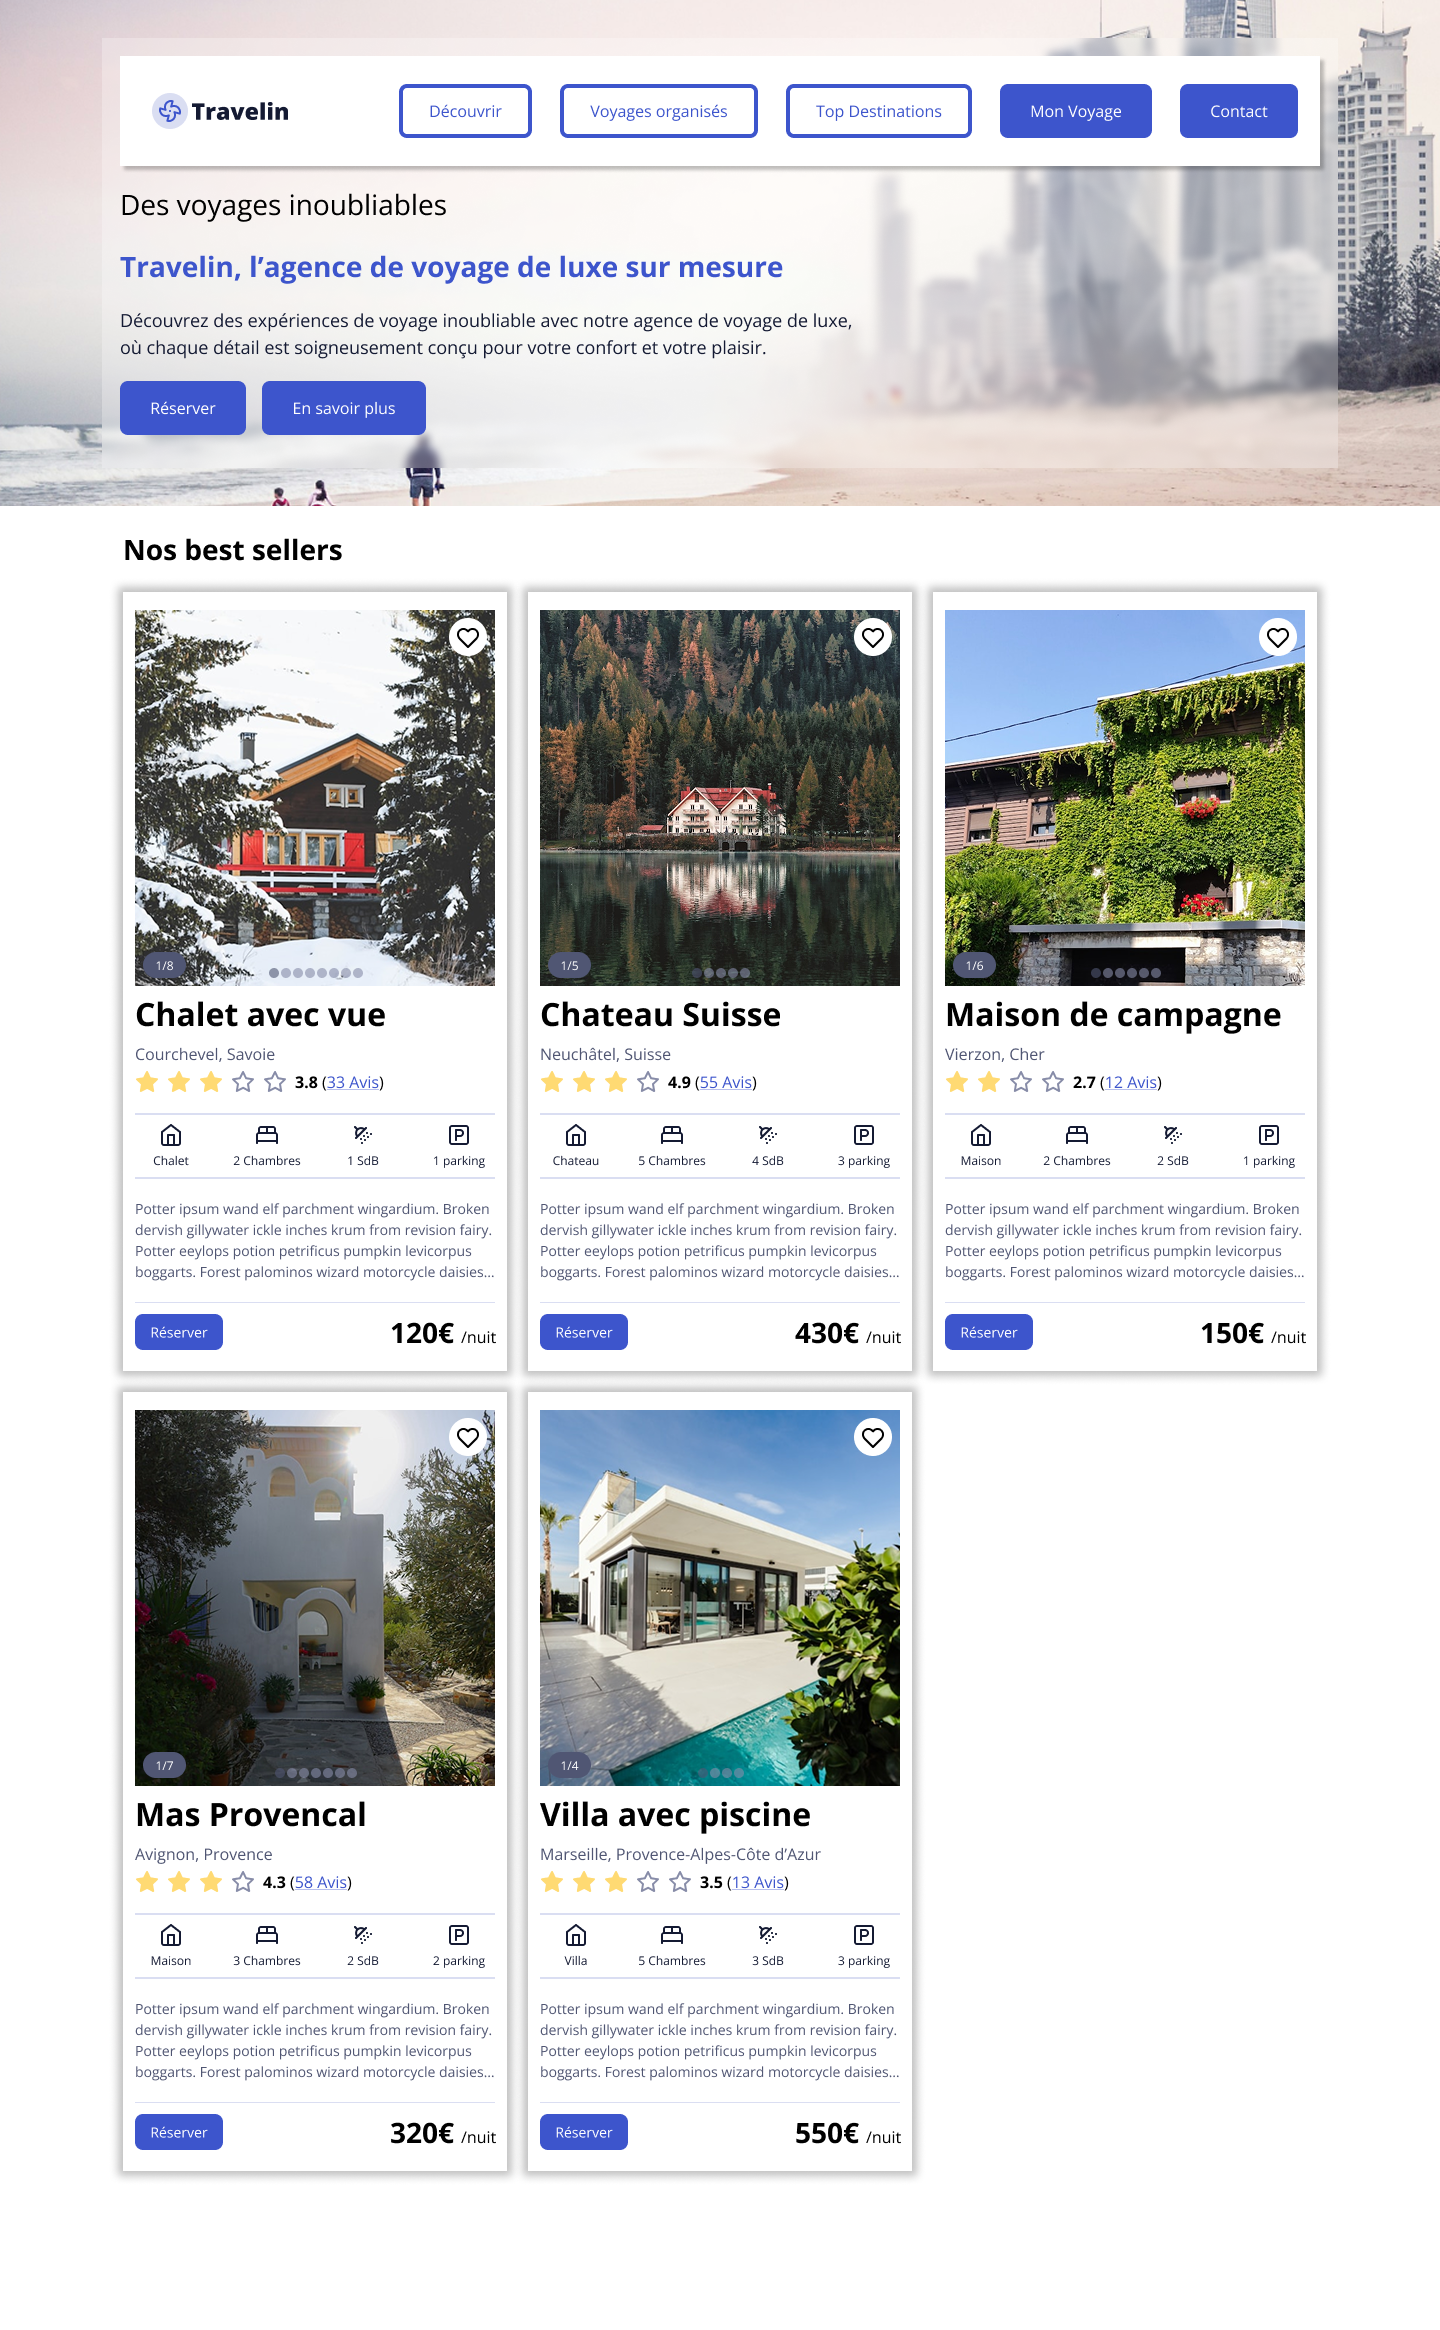 Travelin
Découvrir
Voyages organisés
Top Destinations
Mon Voyage
Contact
Des voyages inoubliables
Travelin, l’agence de voyage de luxe sur mesure
Découvrez des expériences de voyage inoubliable avec notre agence de voyage de luxe,
où chaque détail est soigneusement conçu pour votre confort et votre plaisir.
Réserver
En savoir plus
Nos best sellers
1/8
Chalet avec vue
Courchevel, Savoie
3.8 (33 Avis)
Chalet
2 Chambres
1 SdB
1 parking
Potter ipsum wand elf parchment wingardium. Broken
dervish gillywater ickle inches krum from revision fairy.
Potter eeylops potion petrificus pumpkin levicorpus
boggarts. Forest palominos wizard motorcycle daisies...
Réserver
120€ /nuit
1/5
Chateau Suisse
Neuchâtel, Suisse
4.9 (55 Avis)
Chateau
5 Chambres
4 SdB
3 parking
Potter ipsum wand elf parchment wingardium. Broken
dervish gillywater ickle inches krum from revision fairy.
Potter eeylops potion petrificus pumpkin levicorpus
boggarts. Forest palominos wizard motorcycle daisies...
Réserver
430€ /nuit
1/6
Maison de campagne
Vierzon, Cher
2.7 (12 Avis)
Maison
2 Chambres
2 SdB
1 parking
Potter ipsum wand elf parchment wingardium. Broken
dervish gillywater ickle inches krum from revision fairy.
Potter eeylops potion petrificus pumpkin levicorpus
boggarts. Forest palominos wizard motorcycle daisies...
Réserver
150€ /nuit
1/7
Mas Provencal
Avignon, Provence
4.3 (58 Avis)
Maison
3 Chambres
2 SdB
2 parking
Potter ipsum wand elf parchment wingardium. Broken
dervish gillywater ickle inches krum from revision fairy.
Potter eeylops potion petrificus pumpkin levicorpus
boggarts. Forest palominos wizard motorcycle daisies...
Réserver
320€ /nuit
1/4
Villa avec piscine
Marseille, Provence-Alpes-Côte d’Azur
3.5 (13 Avis)
Villa
5 Chambres
3 SdB
3 parking
Potter ipsum wand elf parchment wingardium. Broken
dervish gillywater ickle inches krum from revision fairy.
Potter eeylops potion petrificus pumpkin levicorpus
boggarts. Forest palominos wizard motorcycle daisies...
Réserver
550€ /nuit